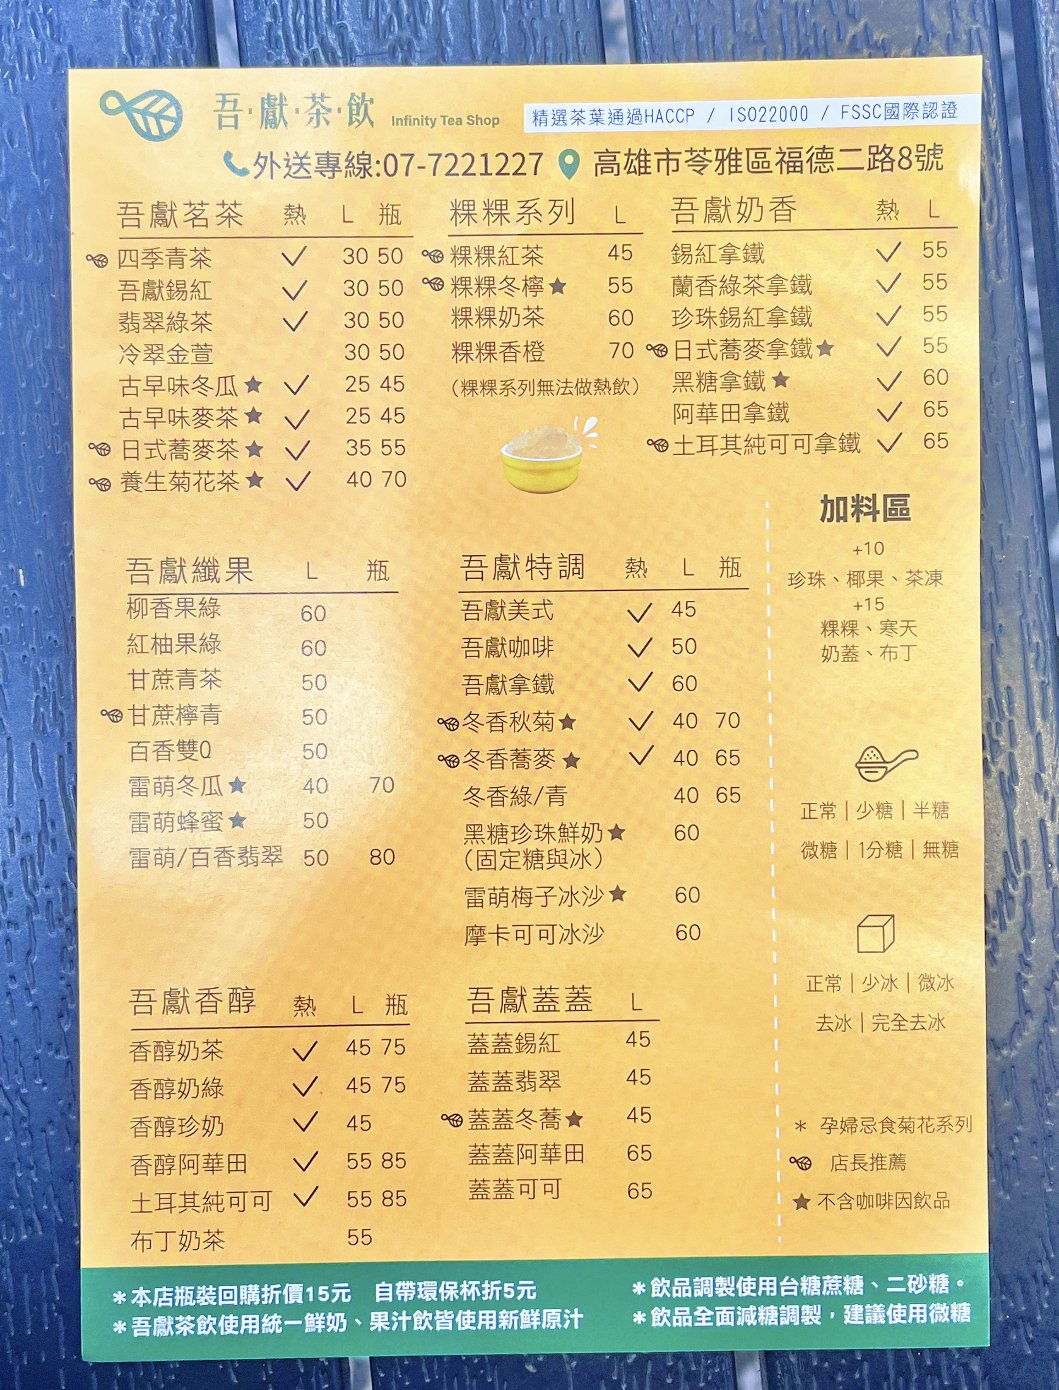 吾·獻·茶·飲 Infinity Tea Shop
精選茶葉通過HACCP / ISO22000 / FSSC國際認證
外送專線:07-7221227 高雄市苓雅區福德二路8號
吾獻茗茶 熱 L 瓶
四季青茶 ✓ 30 50
吾獻錫紅 ✓ 30 50
翡翠綠茶 ✓ 30 50
冷翠金萱 30 50
古早味冬瓜★ ✓ 25 45
古早味麥茶★ ✓ 25 45
日式蕎麥茶★ ✓ 35 55
養生菊花茶★ ✓ 40 70
粿粿系列 L
粿粿紅茶 45
粿粿冬檸★ 55
粿粿奶茶 60
粿粿香橙 70
(粿粿系列無法做熱飲)
吾獻奶香 熱 L
錫紅拿鐵 ✓ 55
蘭香綠茶拿鐵 ✓ 55
珍珠錫紅拿鐵 ✓ 55
日式蕎麥拿鐵★ ✓ 55
黑糖拿鐵★ ✓ 60
阿華田拿鐵 ✓ 65
土耳其純可可拿鐵 ✓ 65
吾獻纖果 L 瓶
柳香果綠 60
紅柚果綠 60
甘蔗青茶 50
甘蔗檸青 50
百香雙Q 50
雷萌冬瓜★ 40 70
雷萌蜂蜜★ 50
雷萌/百香翡翠 50 80
吾獻特調 熱 L 瓶
吾獻美式 ✓ 45
吾獻咖啡 ✓ 50
吾獻拿鐵 ✓ 60
冬香秋菊★ ✓ 40 70
冬香蕎麥★ ✓ 40 65
冬香綠/青 40 65
黑糖珍珠鮮奶★ 60
(固定糖與冰)
雷萌梅子冰沙★ 60
摩卡可可冰沙 60
加料區
+10
珍珠、椰果、茶凍
+15
粿粿、寒天
奶蓋、布丁
正常|少糖|半糖
微糖|1分糖|無糖
正常|少冰|微冰
去冰|完全去冰
吾獻香醇 熱 L 瓶
香醇奶茶 ✓ 45 75
香醇奶綠 ✓ 45 75
香醇珍奶 ✓ 45
香醇阿華田 ✓ 55 85
土耳其純可可 ✓ 55 85
布丁奶茶 55
吾獻蓋蓋 L
蓋蓋錫紅 45
蓋蓋翡翠 45
蓋蓋冬蕎★ 45
蓋蓋阿華田 65
蓋蓋可可 65
* 孕婦忌食菊花系列
店長推薦
★不含咖啡因飲品
*本店瓶裝回購折價15元 自帶環保杯折5元
*吾獻茶飲使用統一鮮奶、果汁飲皆使用新鮮原汁
*飲品調製使用台糖蔗糖、二砂糖。
*飲品全面減糖調製,建議使用微糖